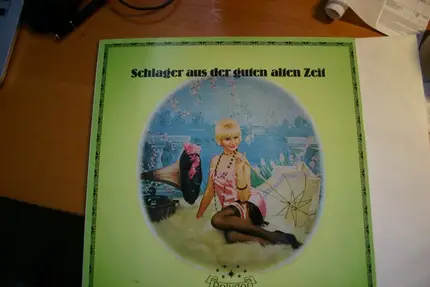 Schlager aus der guten alten Zeit